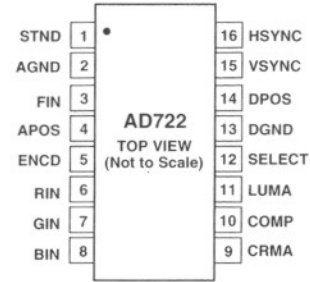 STND 1 16 HSYNC
AGND 2 15 VSYNC
FIN 3 14 DPOS
APOS 4 AD722 13 DGND
TOP VIEW
ENCD 5 (Not to Scale) 12 SELECT
RIN 6 11 LUMA
GIN 7 10 COMP
BIN 8 9 CRMA